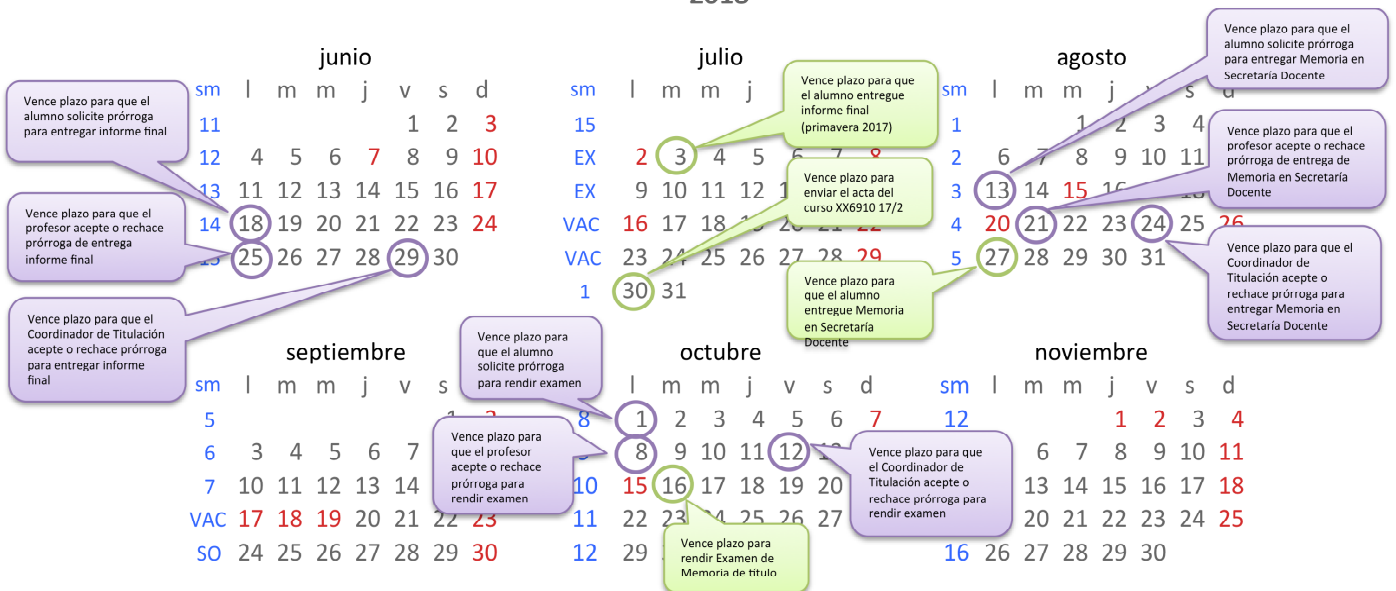 2018
junio
sm l m m j v s d
11 1 2 3
12 4 5 6 7 8 9 10
13 11 12 13 14 15 16 17
14 18 19 20 21 22 23 24
25 26 27 28 29 30
Vence plazo para que el
alumno solicite prórroga
para entregar informe final
Vence plazo para que el
profesor acepte o rechace
prórroga de entrega
informe final
Vence plazo para que el
Coordinador de Titulación
acepte o rechace prórroga
para entregar informe
final
julio
sm l m m j
15
EX 2 3 4 5 6 7 8
EX 9 10 11 12
VAC 16 17 18 19 20 21 22
VAC 23 24 25 26 27 28 29
1 30 31
Vence plazo para que
el alumno entregue
informe final
(primavera 2017)
Vence plazo para
enviar el acta del
curso XX6910 17/2
Vence plazo para
que el alumno
entregue Memoria
en Secretaría
Docente
agosto
sm l m m j v s d
1 1 2 3 4
2 6 7 8 9 10 11
3 13 14 15 16 18
4 20 21 22 23 24 26
5 27 28 29 30 31
Vence plazo para que el
alumno solicite prórroga
para entregar Memoria en
Secretaría Docente
Vence plazo para que el
profesor acepte o rechace
prórroga de entrega de
Memoria en Secretaría
Docente
Vence plazo para que el
Coordinador de
Titulación acepte o
rechace prórroga para
entregar Memoria en
Secretaría Docente
septiembre
sm l m m j v s
5 1 2
6 3 4 5 6 7
7 10 11 12 13 14
VAC 17 18 19 20 21 22 23
SO 24 25 26 27 28 29 30
octubre
l m m j v s d
8 1 2 3 4 5 6 7
8 9 10 11 12 13
10 15 16 17 18 19 20
11 22 23 24 25 26 27
12 29
Vence plazo para
que el alumno
solicite prórroga
para rendir examen
Vence plazo para
que el profesor
acepte o rechace
prórroga para
rendir examen
Vence plazo para que
el Coordinador de
Titulación acepte o
rechace prórroga para
rendir examen
Vence plazo para
rendir Examen de
Memoria de título
noviembre
sm l m m j v s d
12 1 2 3 4
6 7 8 9 10 11
13 14 15 16 17 18
20 21 22 23 24 25
16 26 27 28 29 30